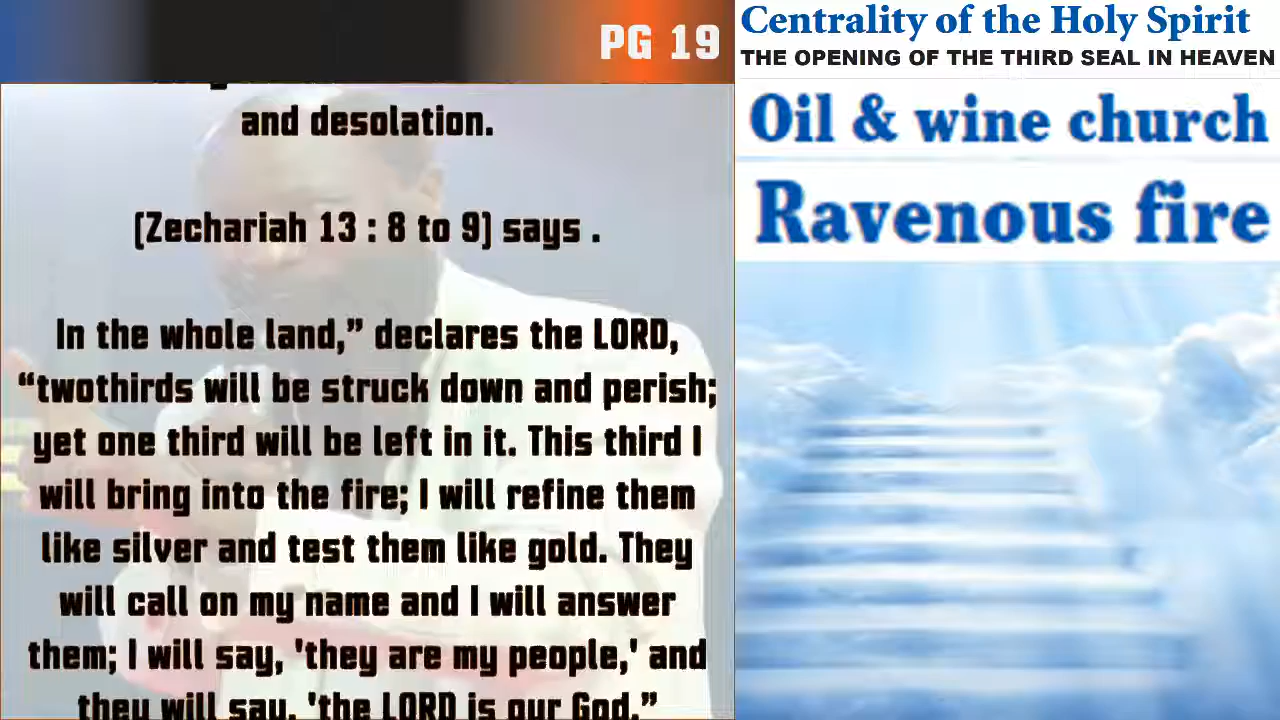 PG 19
and desolation.
(Zechariah 13 : 8 to 9) says .
In the whole land,” declares the LORD,
“twothirds will be struck down and perish;
yet one third will be left in it. This third I
will bring into the fire; I will refine them
like silver and test them like gold. They
will call on my name and I will answer
them; I will say, 'they are my people,' and
they will say, 'the LORD is our God.”
Centrality of the Holy Spirit
THE OPENING OF THE THIRD SEAL IN HEAVEN
Oil & wine church
Ravenous fire